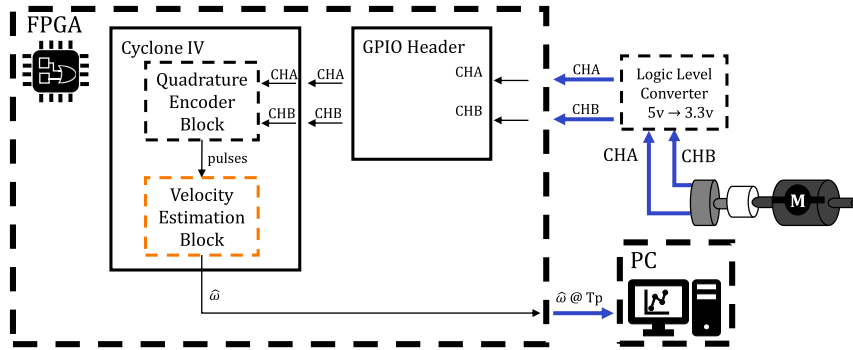 FPGA
Cyclone IV
Quadrature
Encoder
Block
pulses
Velocity
Estimation
Block
ω̂
CHA
CHB
CHA
CHB
GPIO Header
CHA
CHB
CHA
CHB
Logic Level
Converter
5v → 3.3v
CHA
CHB
M
ω̂ @ Tp
PC